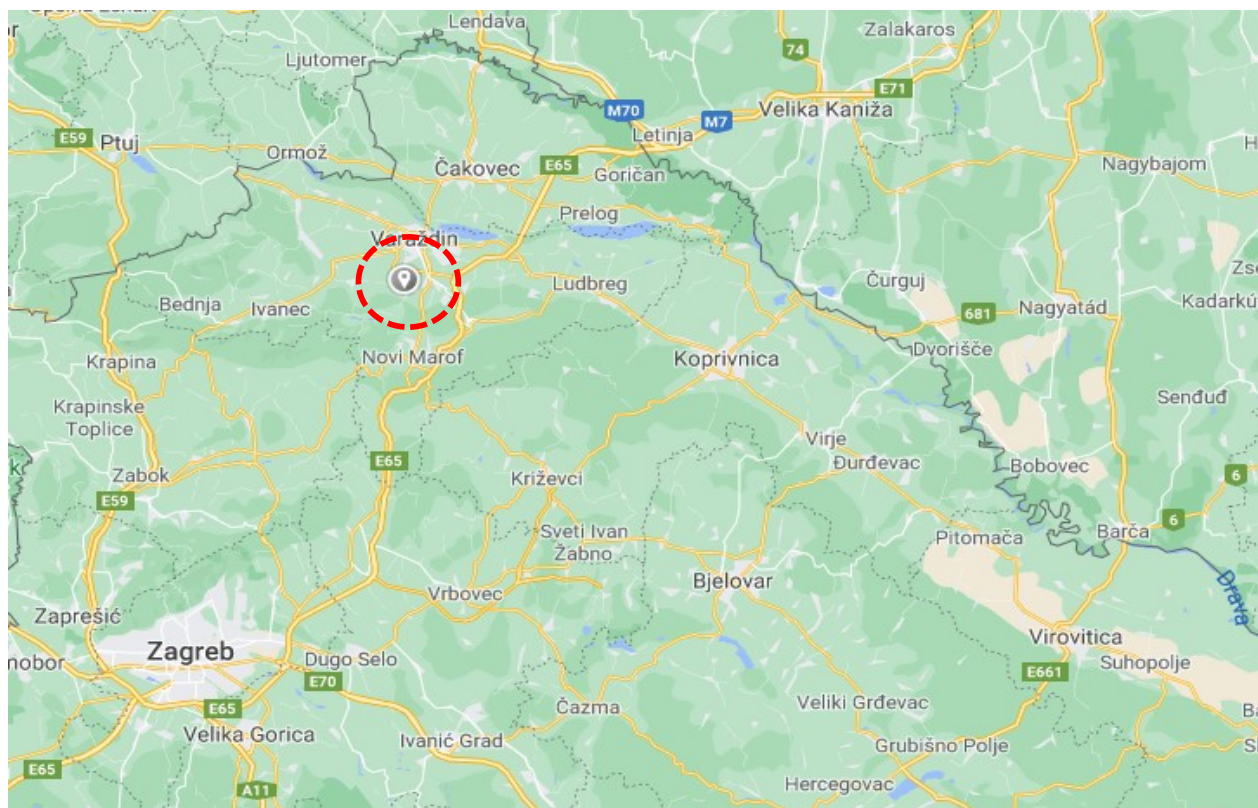 Lendava
Zalakaros
Ljutomer
74
E71
M70
Velika Kaniža
M7
E59
Ptuj
Letinja
Ormož
Čakovec
E65
Goričan
Nagybajom
Prelog
Varaždin
Čurguj
Ludbreg
Bednja
Ivanec
Nagyatád
Kadarkú
681
Dvorišče
Koprivnica
Novi Marof
Krapina
Senđuđ
Krapinske
Toplice
Virje
Đurđevac
E65
Bobovec
Zabok
Križevci
6
E59
6
Sveti Ivan
Žabno
Pitomača
Barča
Bjelovar
Drava
Vrbovec
Zaprešić
Virovitica
Zagreb
Dugo Selo
Suhopolje
E661
E70
E65
Čazma
Veliki Grđevac
Velika Gorica
Ivanić Grad
Grubišno Polje
E65
A11
Hercegovac